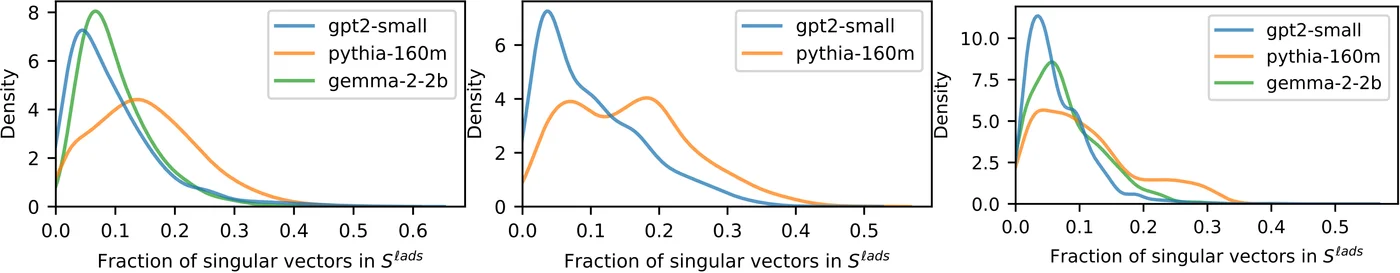 Density
8
6
4
2
0
0.0 0.1 0.2 0.3 0.4 0.5 0.6
Fraction of singular vectors in S^{ℓads}
gpt2-small
pythia-160m
gemma-2-2b
Density
6
4
2
0
0.0 0.1 0.2 0.3 0.4 0.5
Fraction of singular vectors in S^{ℓads}
gpt2-small
pythia-160m
Density
10.0
7.5
5.0
2.5
0.0
0.0 0.1 0.2 0.3 0.4 0.5
Fraction of singular vectors in S^{ℓads}
gpt2-small
pythia-160m
gemma-2-2b